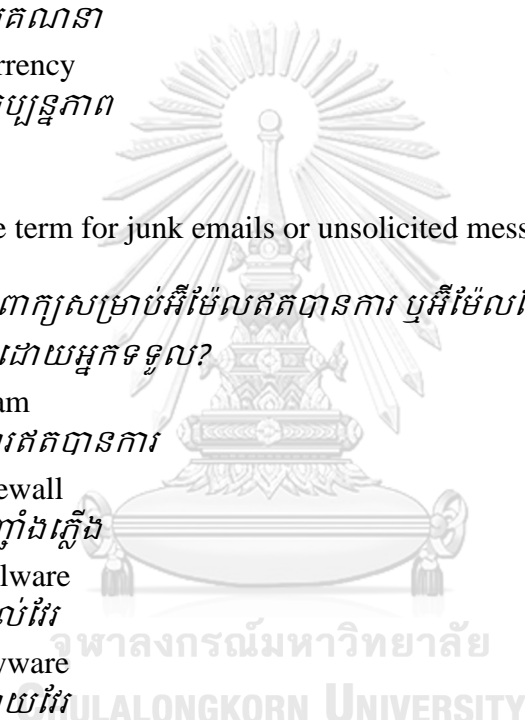 គណនា
rrency
ប្បន្នភាព
e term for junk emails or unsolicited mess
ពាក្យសម្រាប់អ៊ីម៉ែលឥតបានការ ឬអ៊ីម៉ែល
ដោយអ្នកទទួល?
am
ារឥតបានការ
ewall
ញ្ជាំងភ្លើង
lware
ល់វែរ
จุฬาลงกรณ์มหาวิทยาลัย
yware
ាយវែរ
CHULALONGKORN UNIVERSITY